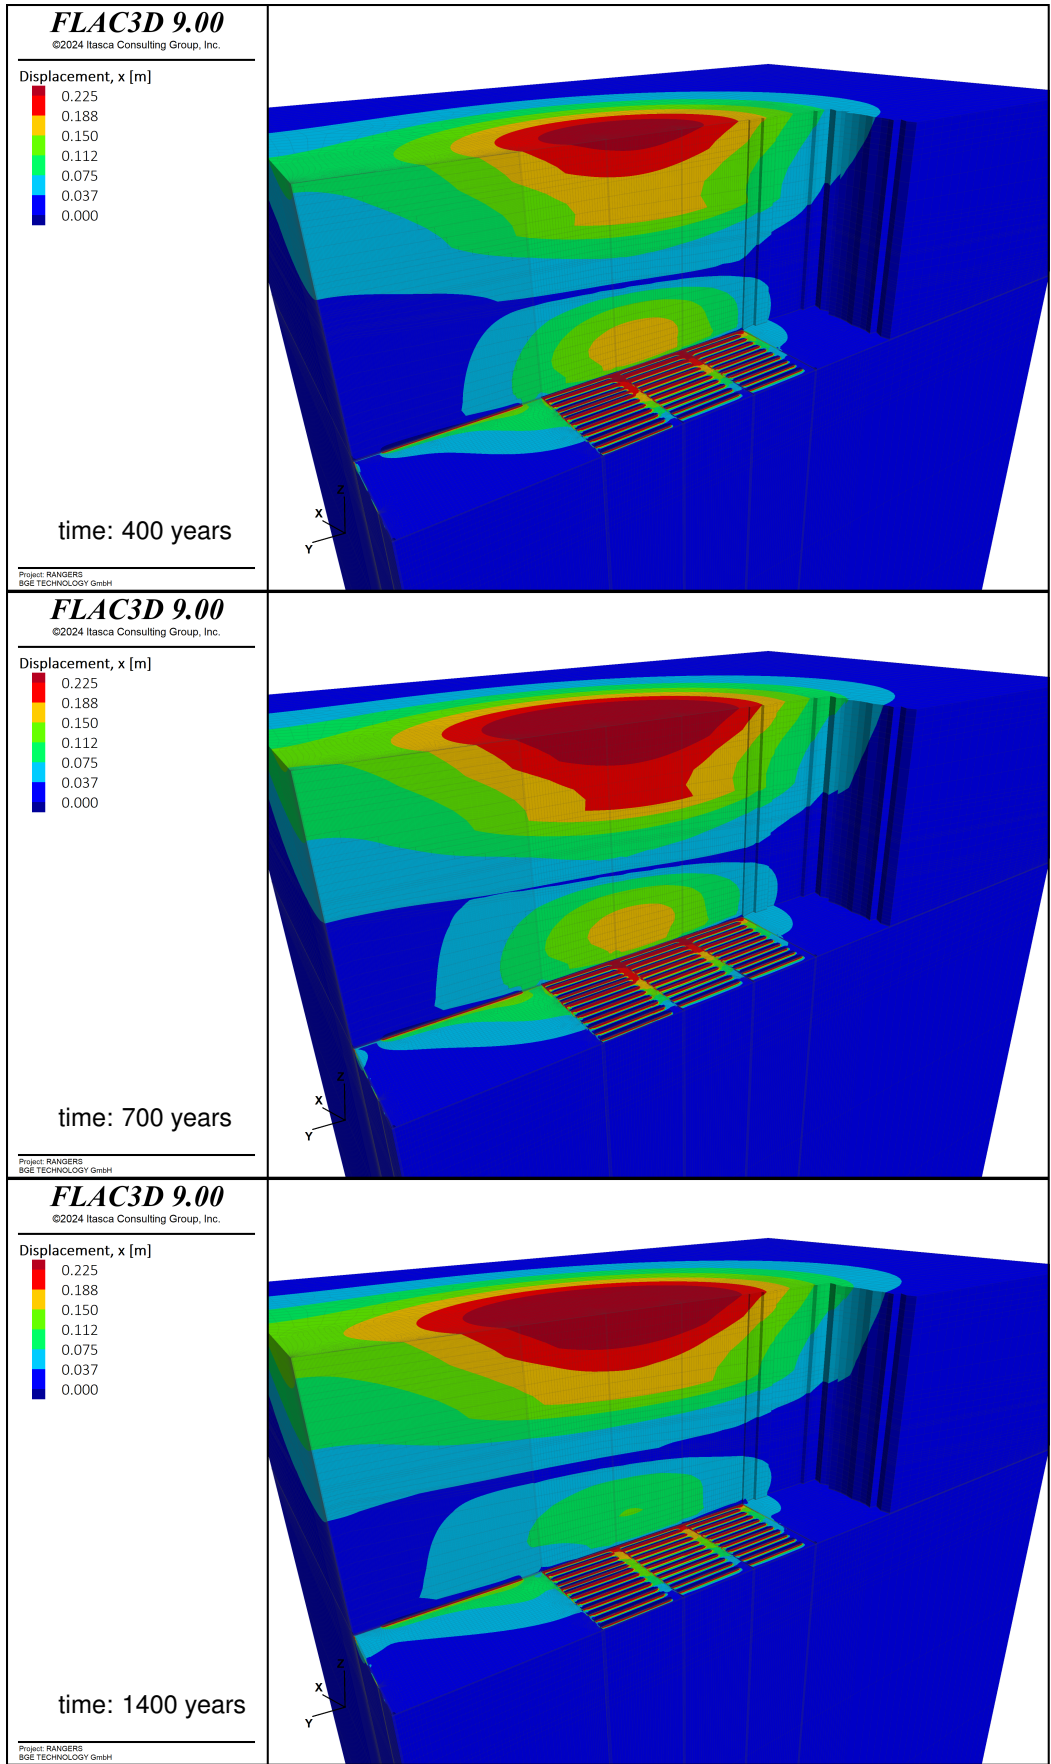 FLAC3D 9.00
©2024 Itasca Consulting Group, Inc.
Displacement, x [m]
0.225
0.188
0.150
0.112
0.075
0.037
0.000
time: 400 years
Project: RANGERS
BGE TECHNOLOGY GmbH
Z
X
Y
FLAC3D 9.00
©2024 Itasca Consulting Group, Inc.
Displacement, x [m]
0.225
0.188
0.150
0.112
0.075
0.037
0.000
time: 700 years
Project: RANGERS
BGE TECHNOLOGY GmbH
Z
X
Y
FLAC3D 9.00
©2024 Itasca Consulting Group, Inc.
Displacement, x [m]
0.225
0.188
0.150
0.112
0.075
0.037
0.000
time: 1400 years
Project: RANGERS
BGE TECHNOLOGY GmbH
Z
X
Y